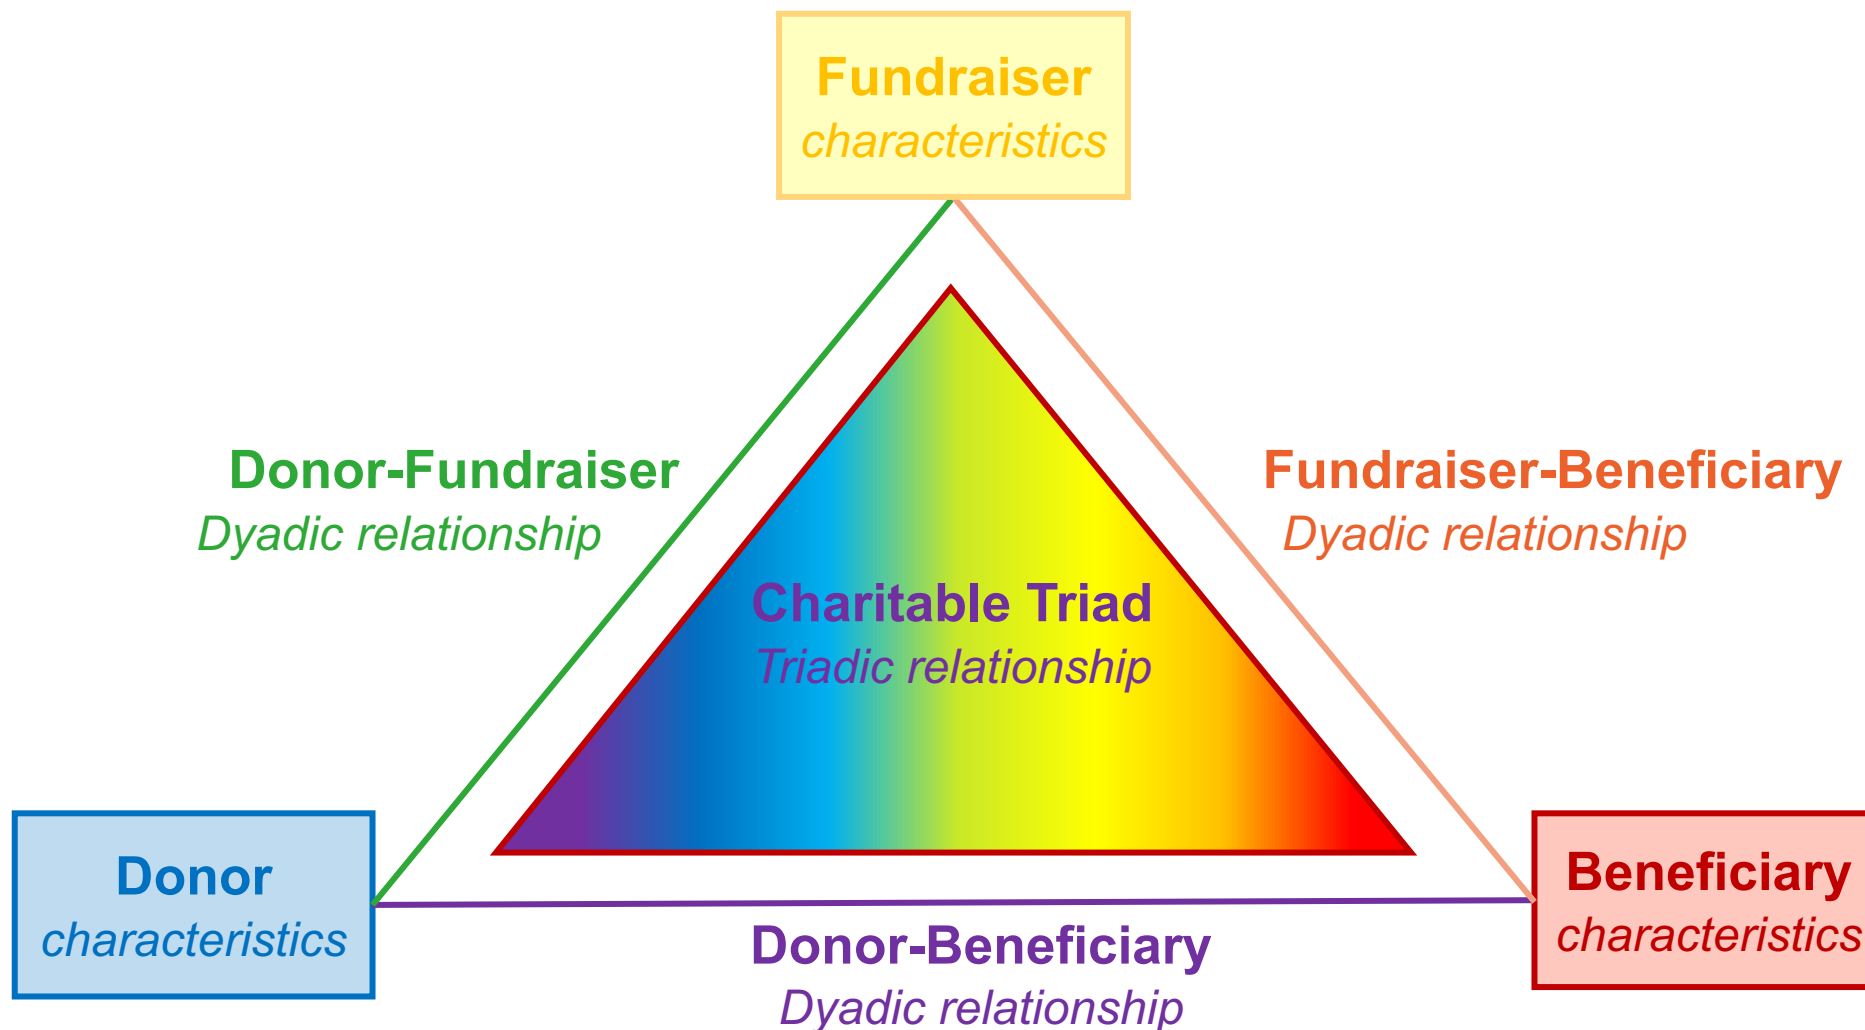 Fundraiser
characteristics
Donor-Fundraiser
Dyadic relationship
Fundraiser-Beneficiary
Dyadic relationship
Charitable Triad
Triadic relationship
Donor
characteristics
Beneficiary
characteristics
Donor-Beneficiary
Dyadic relationship